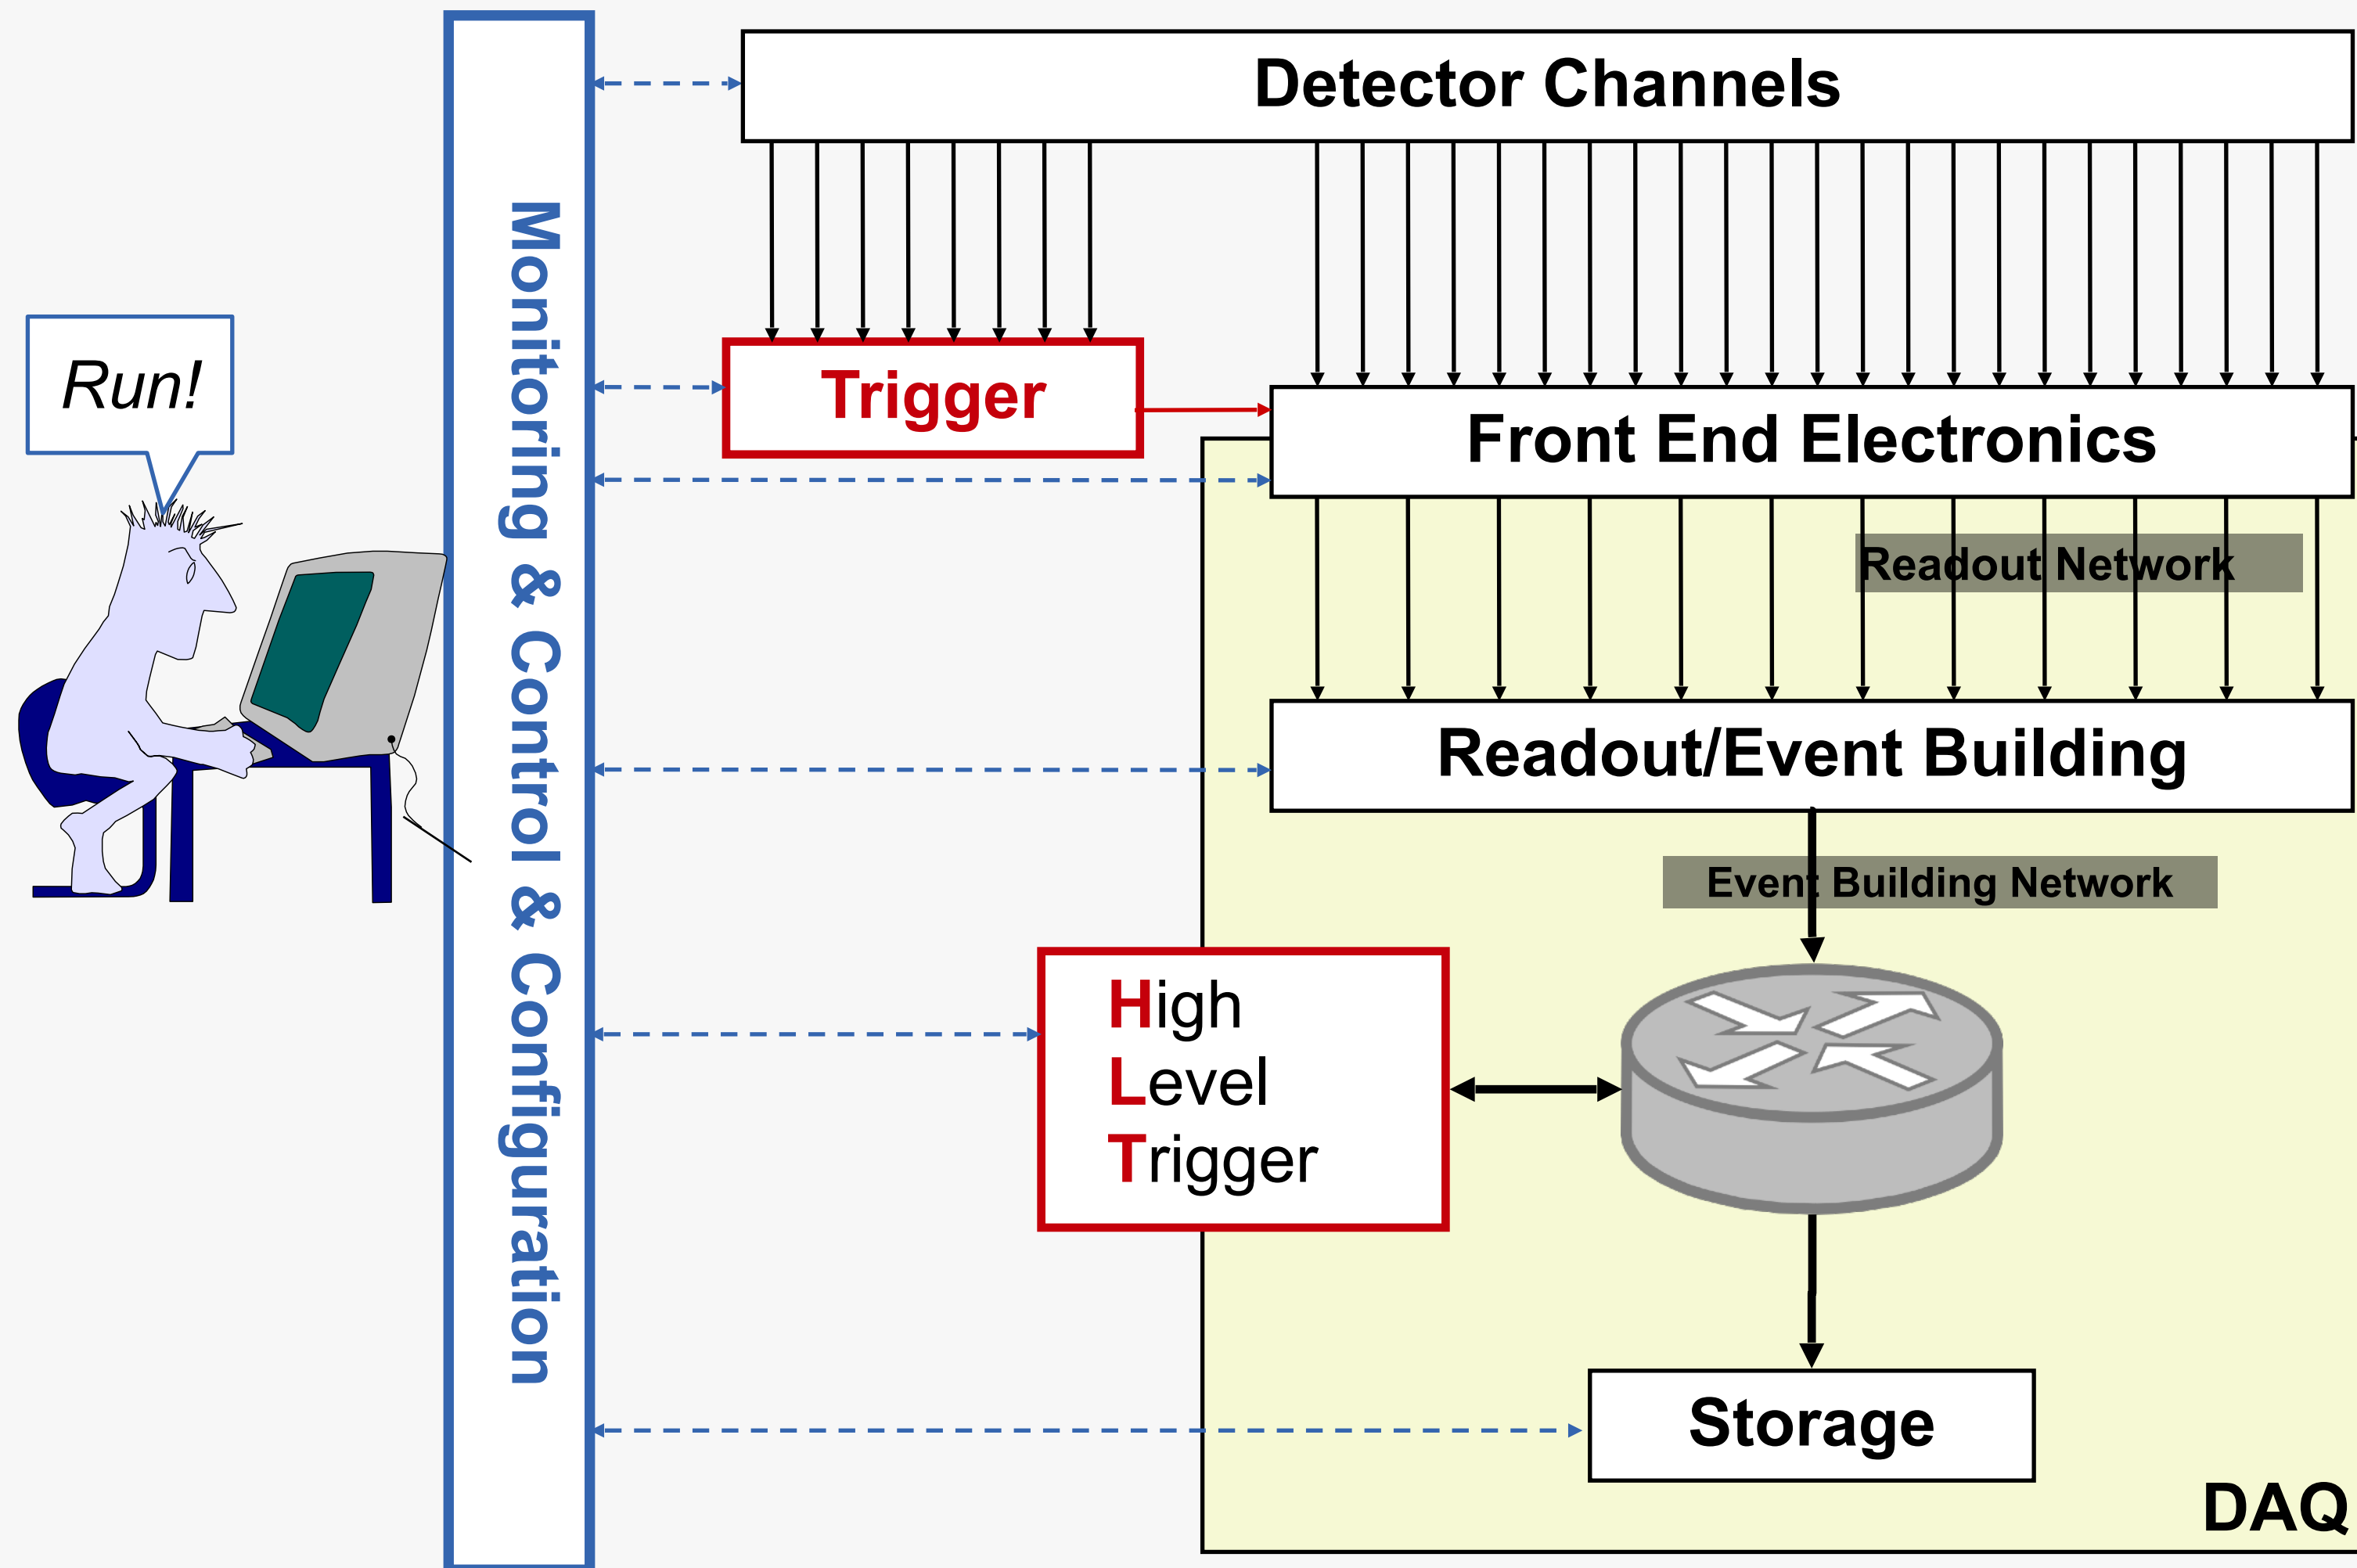 Detector Channels
Monitoring & Control & Configuration
Run!
Trigger
Front End Electronics
Readout Network
Readout/Event Building
Event Building Network
High
Level
Trigger
Storage
DAQ